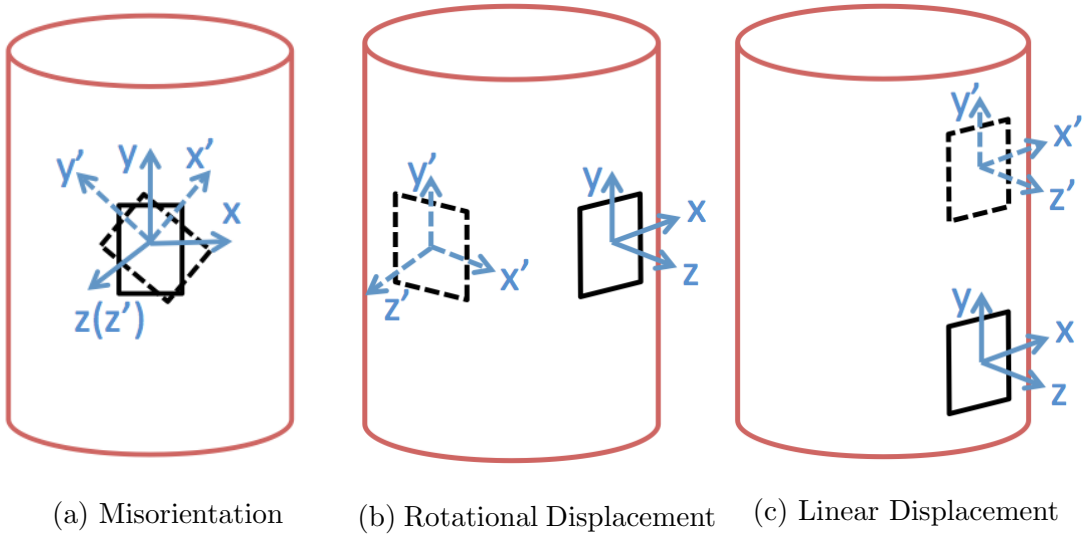 y' y x'
x
z(z')
y' y
x
z' x' z
y'
x'
z'
y
x
z
(a) Misorientation (b) Rotational Displacement (c) Linear Displacement